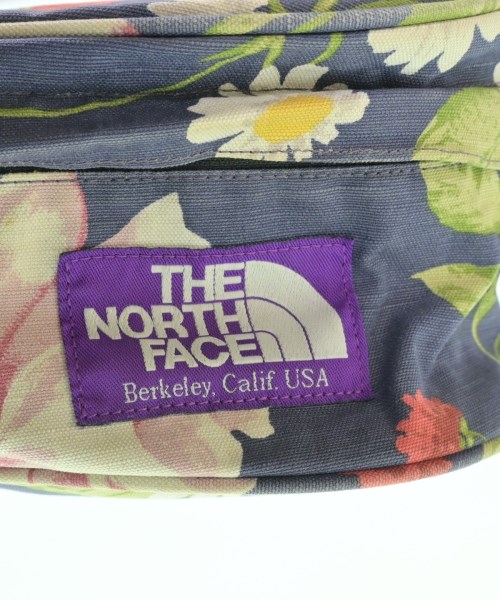 THE
NORTH
FACE
Berkeley, Calif. USA